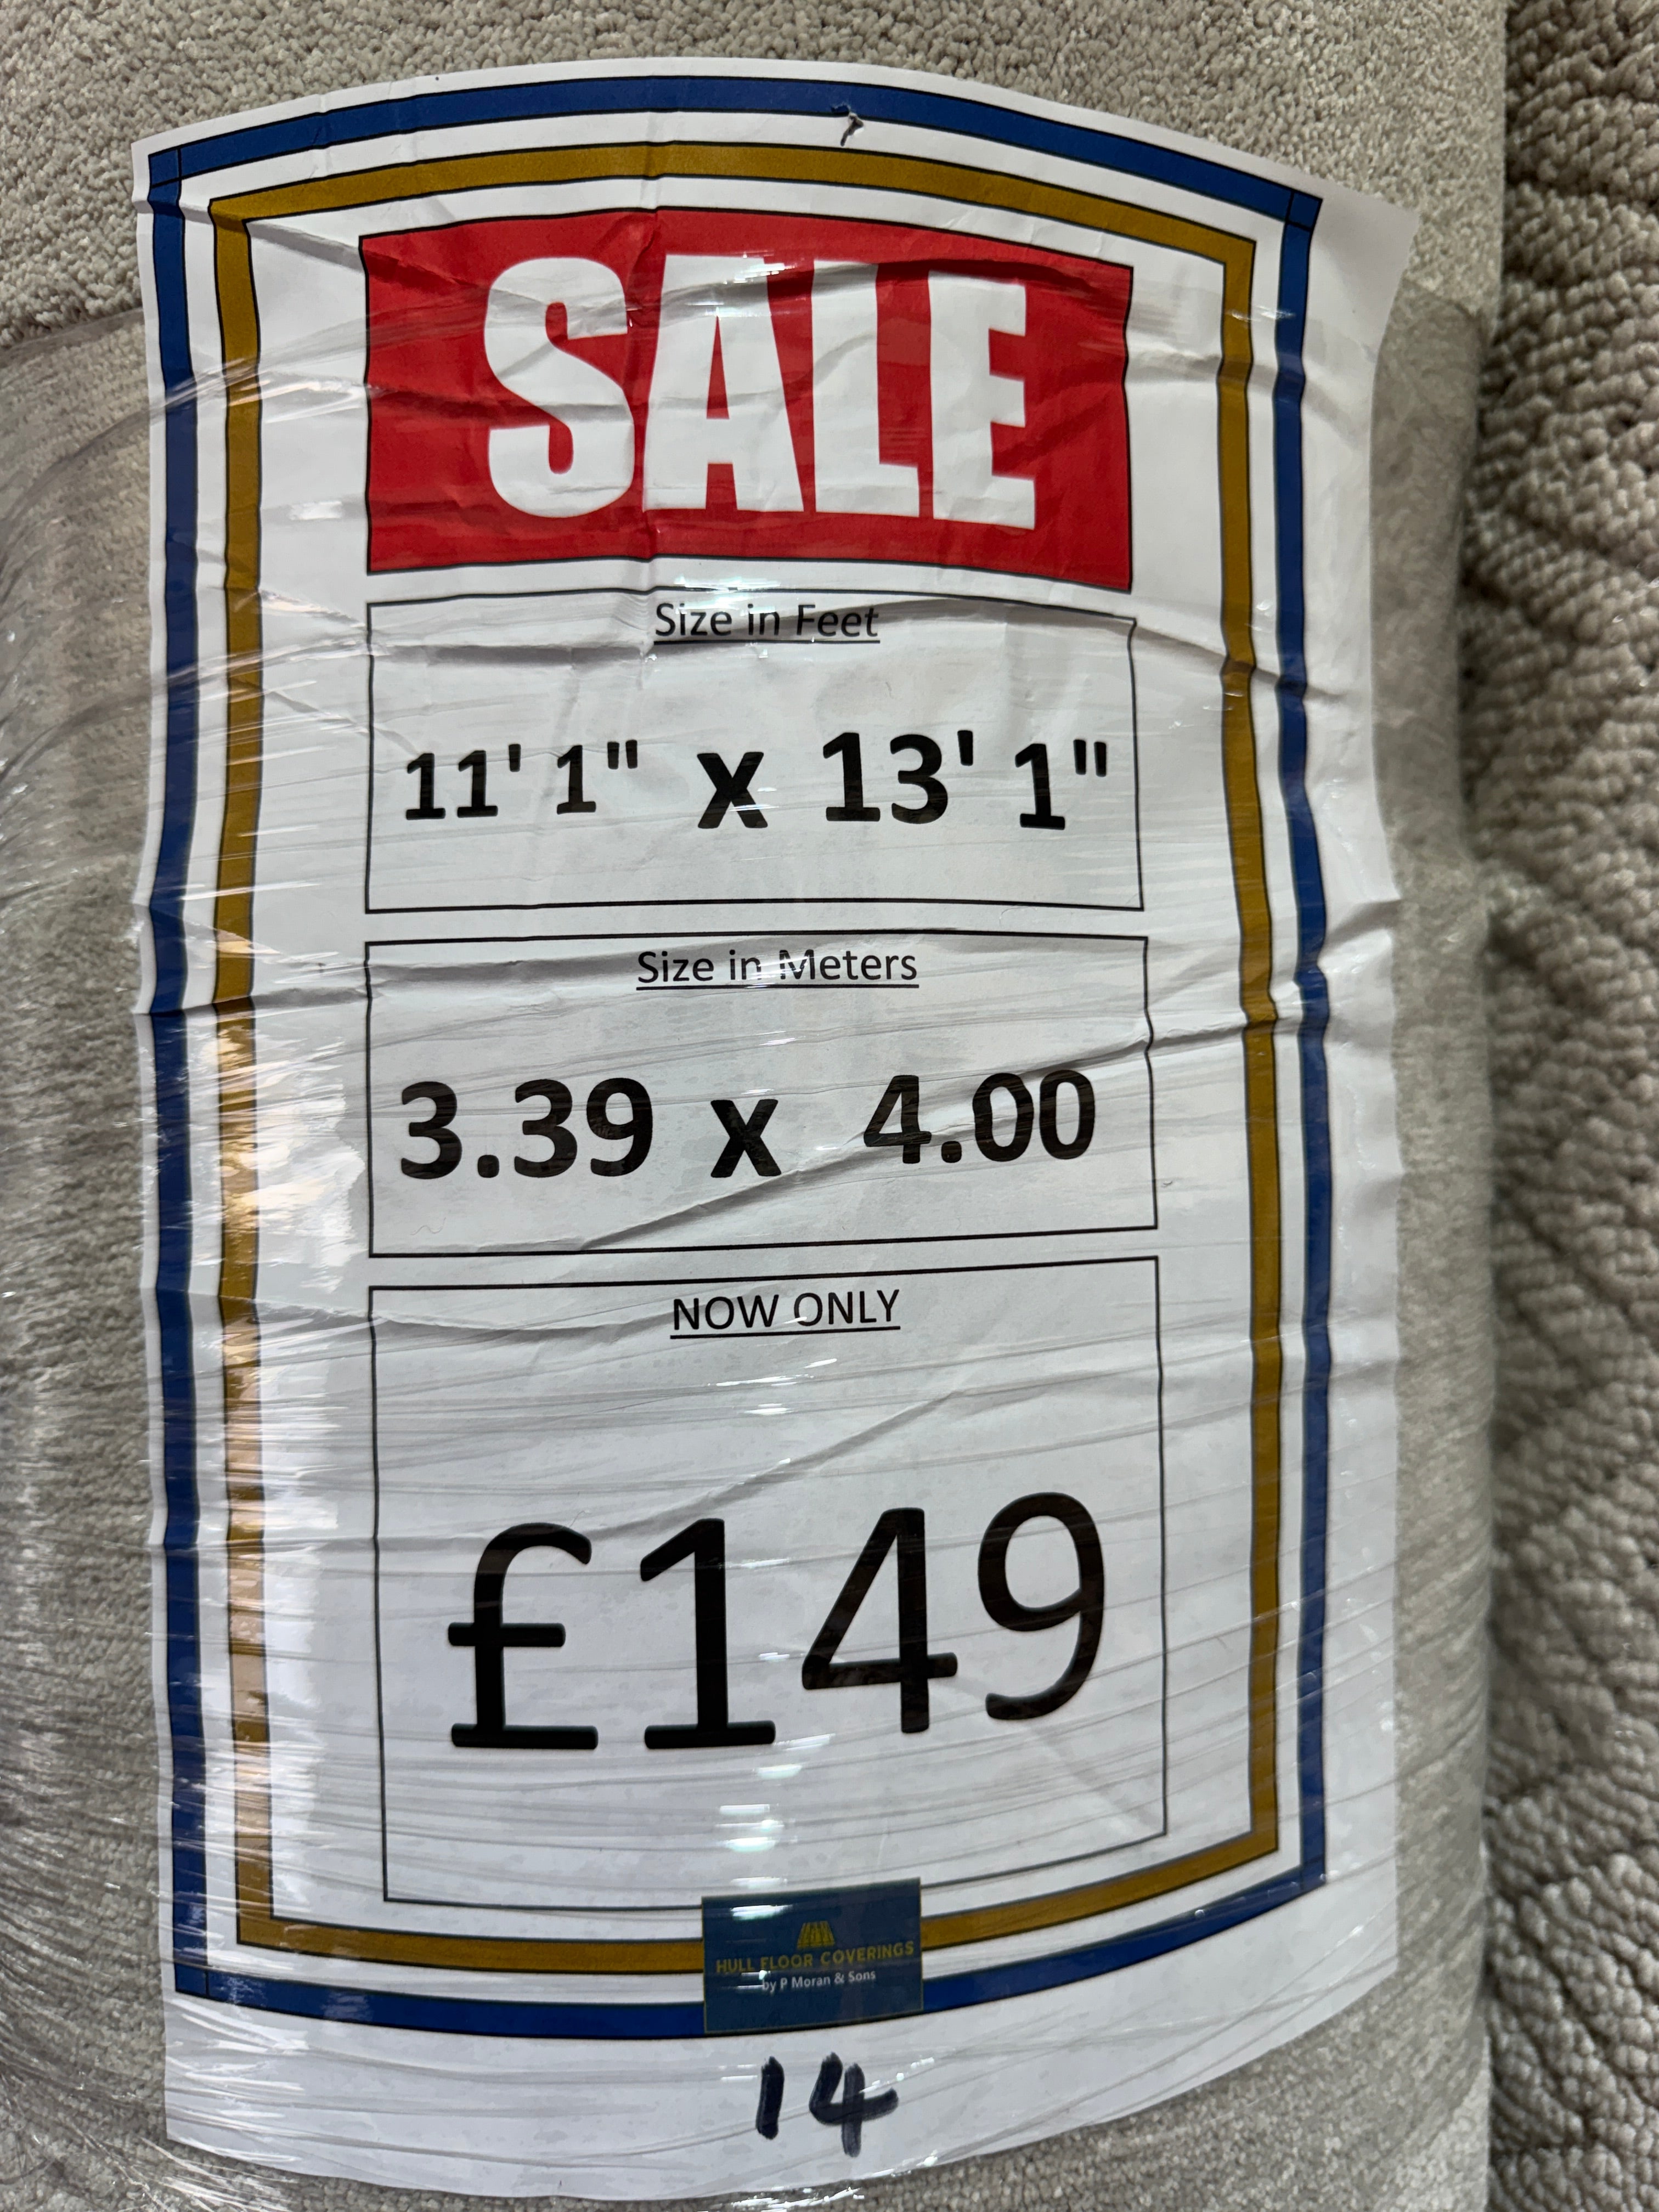 SALE
Size in Feet
11' 1" x 13' 1"
Size in Meters
3.39 x 4.00
NOW ONLY
£149
HULL FLOOR COVERINGS
by P Moran & Sons
14